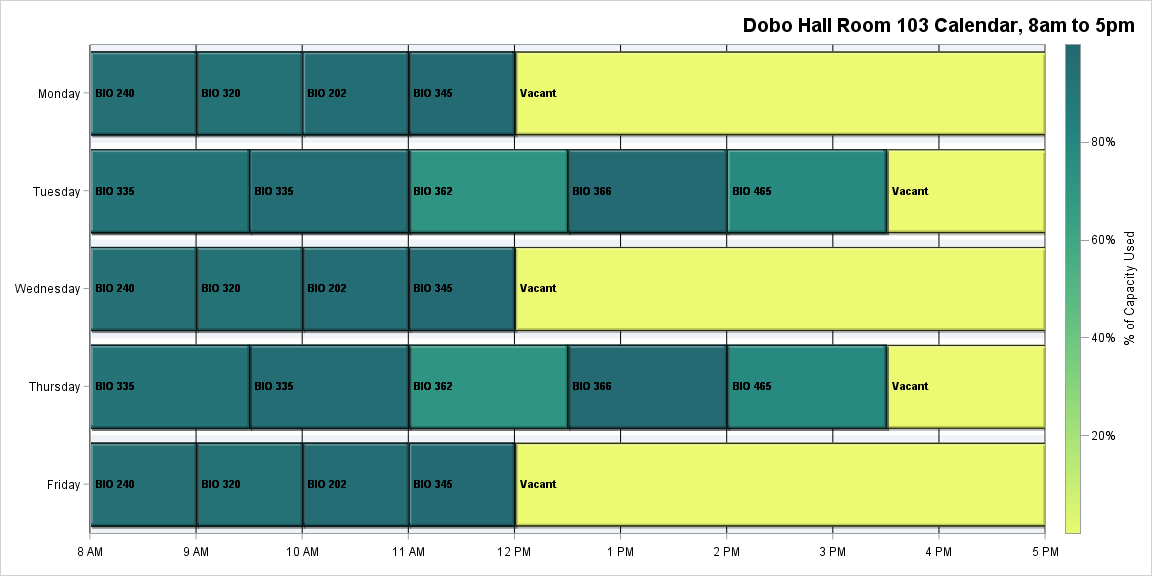 Dobo Hall Room 103 Calendar, 8am to 5pm
Monday BIO 240 BIO 320 BIO 202 BIO 345 Vacant
80%
Tuesday BIO 335 BIO 335 BIO 362 BIO 366 BIO 465 Vacant
60%
Wednesday BIO 240 BIO 320 BIO 202 BIO 345 Vacant
% of Capacity Used
40%
Thursday BIO 335 BIO 335 BIO 362 BIO 366 BIO 465 Vacant
20%
Friday BIO 240 BIO 320 BIO 202 BIO 345 Vacant
8 AM 9 AM 10 AM 11 AM 12 PM 1 PM 2 PM 3 PM 4 PM 5 PM